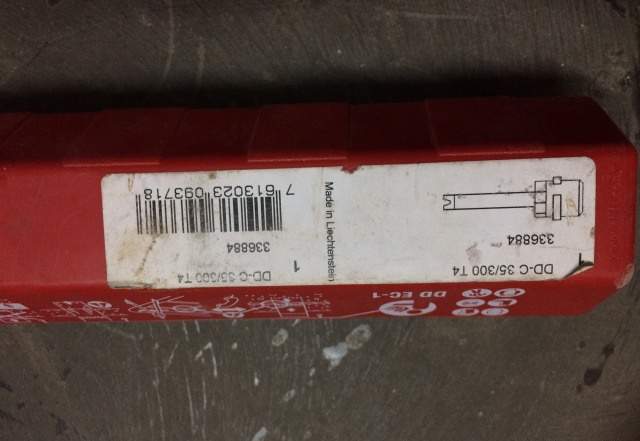 DD-C 35/300 T4
1
336884
Made in Liechtenstein
DD-C 35/300 T4
1
336884
7 613023 093718
DD EC-1